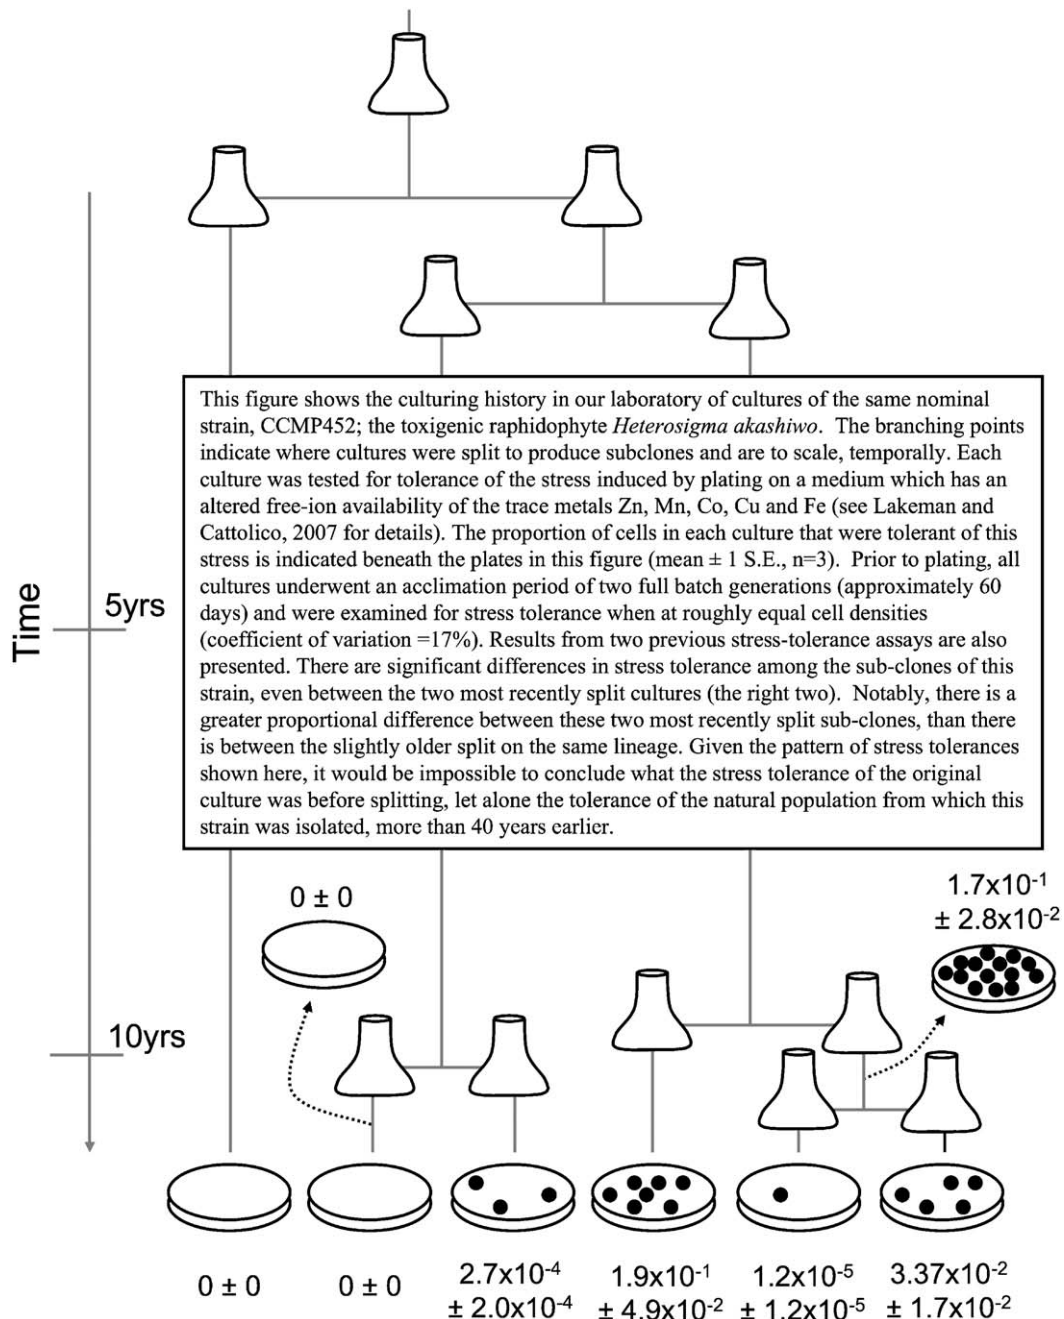 This figure shows the culturing history in our laboratory of cultures of the same nominal
strain, CCMP452; the toxigenic raphidophyte Heterosigma akashiwo.  The branching points
indicate where cultures were split to produce subclones and are to scale, temporally. Each
culture was tested for tolerance of the stress induced by plating on a medium which has an
altered free-ion availability of the trace metals Zn, Mn, Co, Cu and Fe (see Lakeman and
Cattolico, 2007 for details). The proportion of cells in each culture that were tolerant of this
stress is indicated beneath the plates in this figure (mean ± 1 S.E., n=3).  Prior to plating, all
cultures underwent an acclimation period of two full batch generations (approximately 60
days) and were examined for stress tolerance when at roughly equal cell densities
(coefficient of variation =17%). Results from two previous stress-tolerance assays are also
presented. There are significant differences in stress tolerance among the sub-clones of this
strain, even between the two most recently split cultures (the right two).  Notably, there is a
greater proportional difference between these two most recently split sub-clones, than there
is between the slightly older split on the same lineage. Given the pattern of stress tolerances
shown here, it would be impossible to conclude what the stress tolerance of the original
culture was before splitting, let alone the tolerance of the natural population from which this
strain was isolated, more than 40 years earlier.
Time
5yrs
10yrs
0 ± 0
1.7x10⁻¹
± 2.8x10⁻²
0 ± 0
0 ± 0
2.7x10⁻⁴
± 2.0x10⁻⁴
1.9x10⁻¹
± 4.9x10⁻²
1.2x10⁻⁵
± 1.2x10⁻⁵
3.37x10⁻²
± 1.7x10⁻²